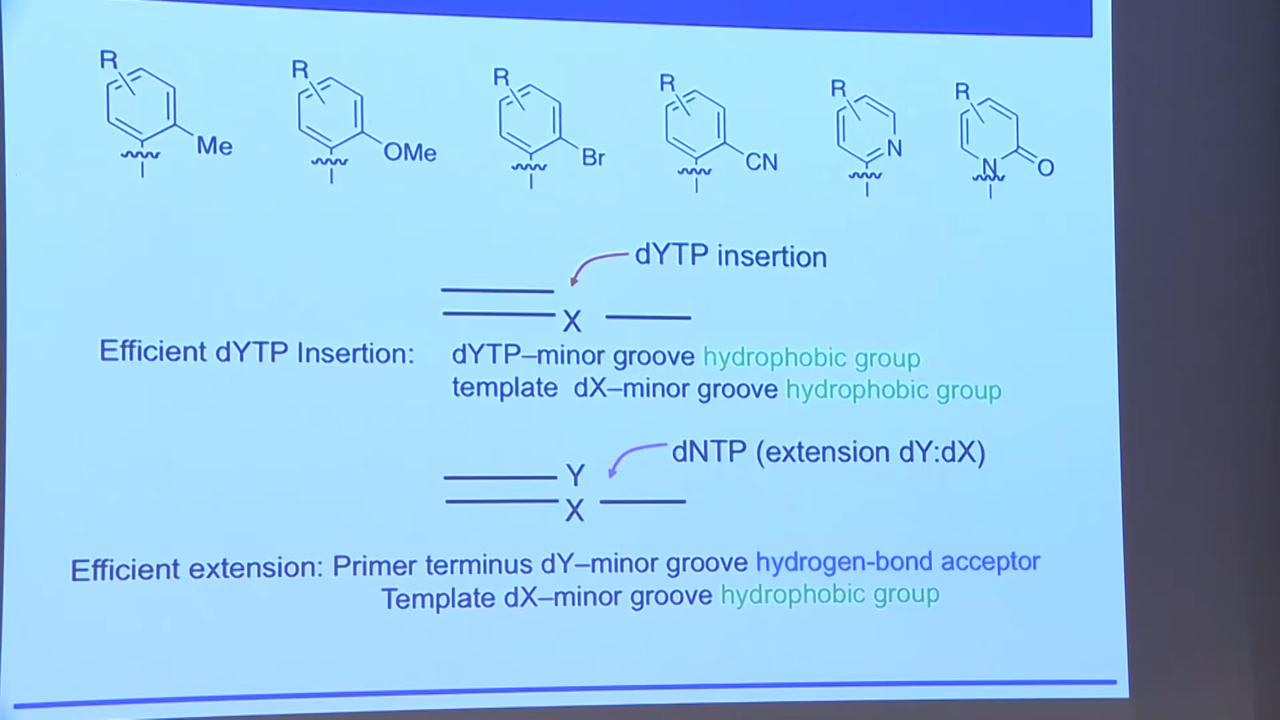 R R R R R R
Me OMe Br CN N N O
dYTP insertion
X
Efficient dYTP Insertion: dYTP–minor groove hydrophobic group
template dX–minor groove hydrophobic group
dNTP (extension dY:dX)
Y
X
Efficient extension: Primer terminus dY–minor groove hydrogen-bond acceptor
Template dX–minor groove hydrophobic group